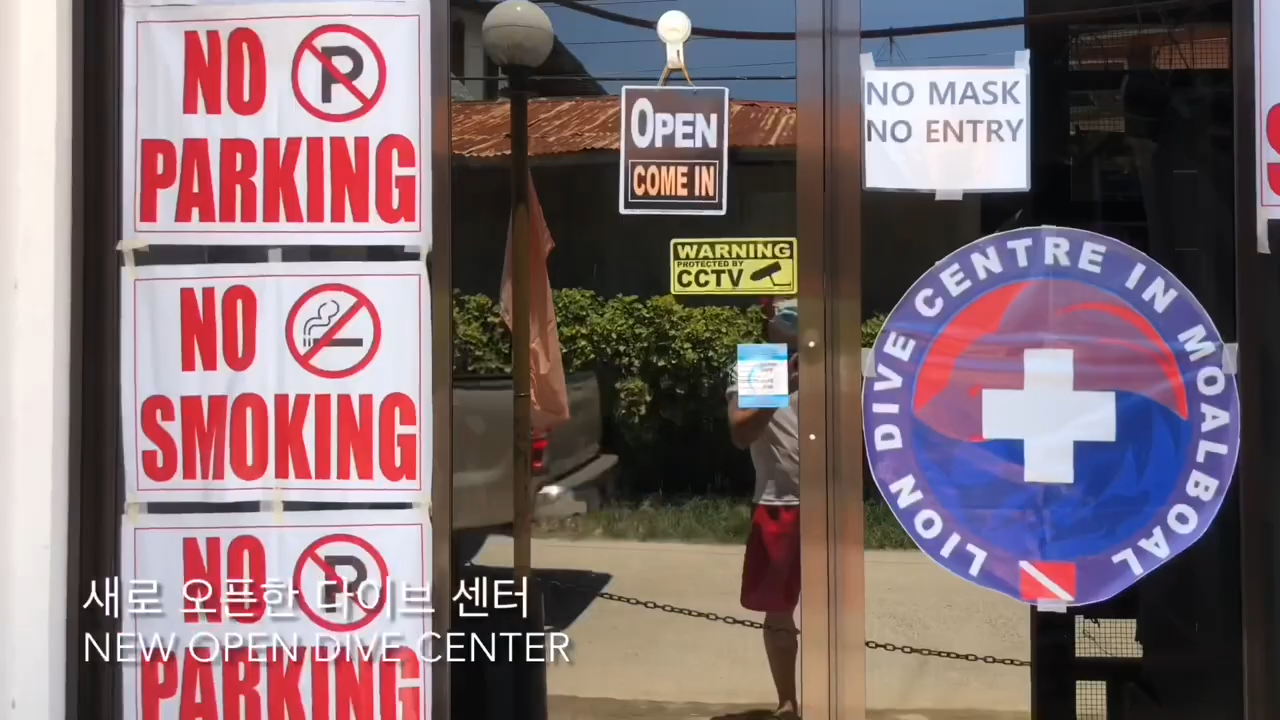 NO
PARKING
NO
SMOKING
NO
PARKING
OPEN
COME IN
WARNING
PROTECTED BY
CCTV
NO MASK
NO ENTRY
LION DIVE CENTRE IN MOALBOAL
새로 오픈한 다이브 센터
NEW OPEN DIVE CENTER